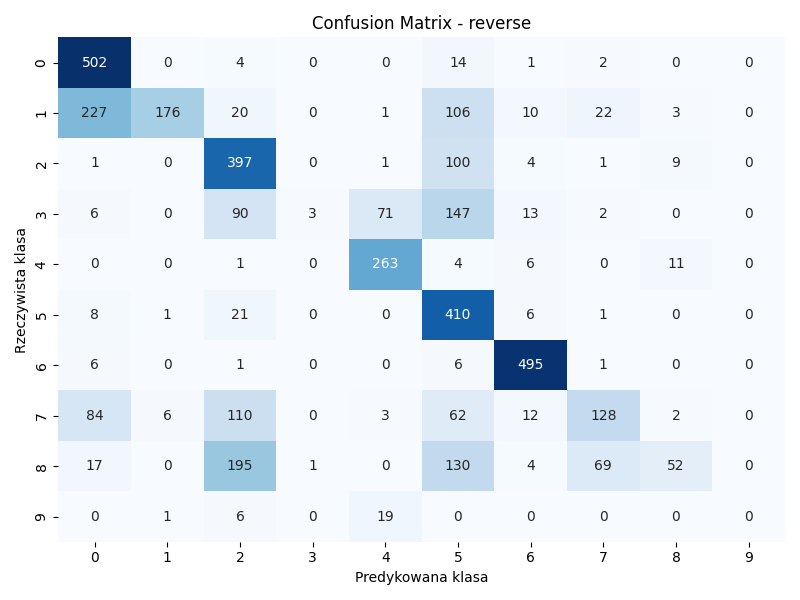 Confusion Matrix - reverse
Rzeczywista klasa
0 502 0 4 0 0 14 1 2 0 0
1 227 176 20 0 1 106 10 22 3 0
2 1 0 397 0 1 100 4 1 9 0
3 6 0 90 3 71 147 13 2 0 0
4 0 0 1 0 263 4 6 0 11 0
5 8 1 21 0 0 410 6 1 0 0
6 6 0 1 0 0 6 495 1 0 0
7 84 6 110 0 3 62 12 128 2 0
8 17 0 195 1 0 130 4 69 52 0
9 0 1 6 0 19 0 0 0 0 0
0 1 2 3 4 5 6 7 8 9
Predykowana klasa